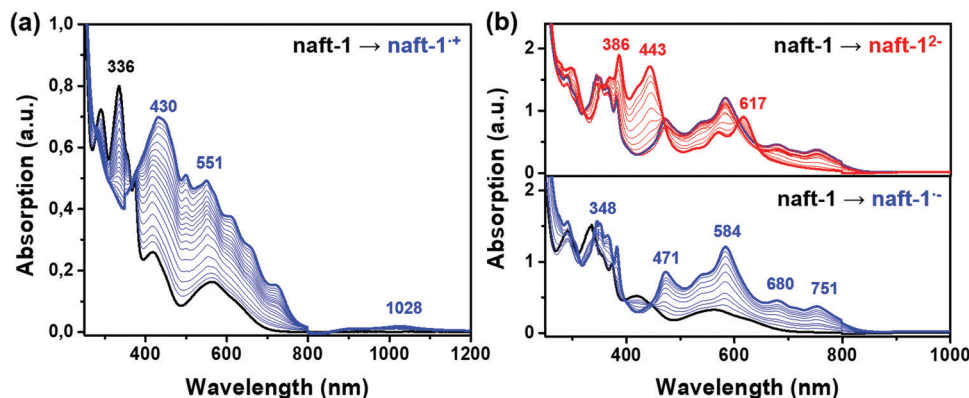 (a)
naft-1 → naft-1·+
336
430
551
1028
1,0
0,8
0,6
0,4
0,2
0,0
Absorption (a.u.)
400 600 800 1000 1200
Wavelength (nm)
(b)
naft-1 → naft-1²⁻
386
443
617
2
1
0
naft-1 → naft-1·-
348
471
584
680
751
2
1
0
Absorption (a.u.)
400 600 800 1000
Wavelength (nm)